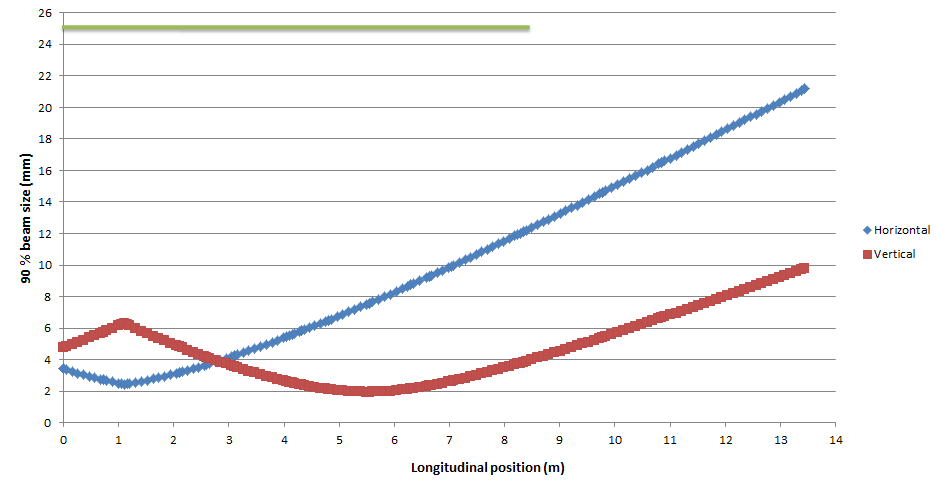 26
24
22
20
18
16
14
12
10
8
6
4
2
0
90 % beam size (mm)
0 1 2 3 4 5 6 7 8 9 10 11 12 13 14
Longitudinal position (m)
Horizontal
Vertical